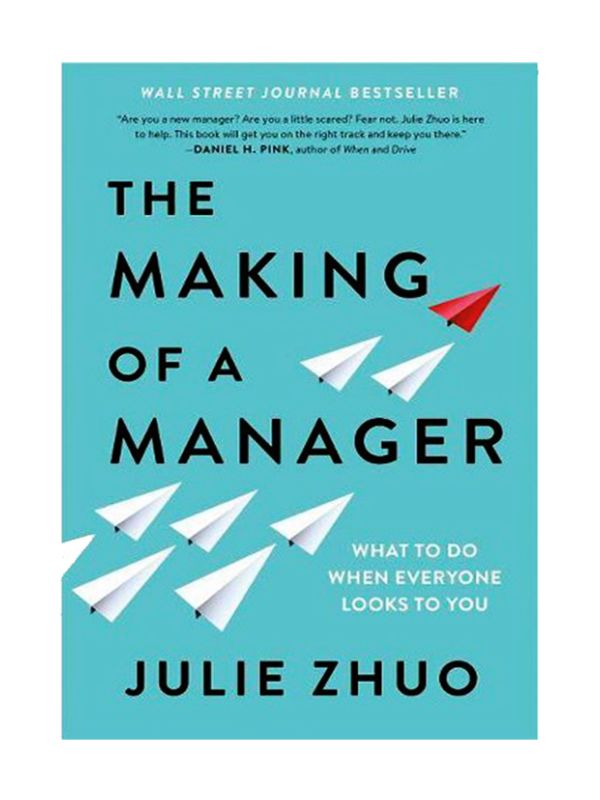 WALL STREET JOURNAL BESTSELLER
"Are you a new manager? Are you a little scared? Fear not. Julie Zhuo is here
to help. This book will get you on the right track and keep you there."
—DANIEL H. PINK, author of When and Drive
THE
MAKING
OF A
MANAGER
WHAT TO DO
WHEN EVERYONE
LOOKS TO YOU
JULIE ZHUO